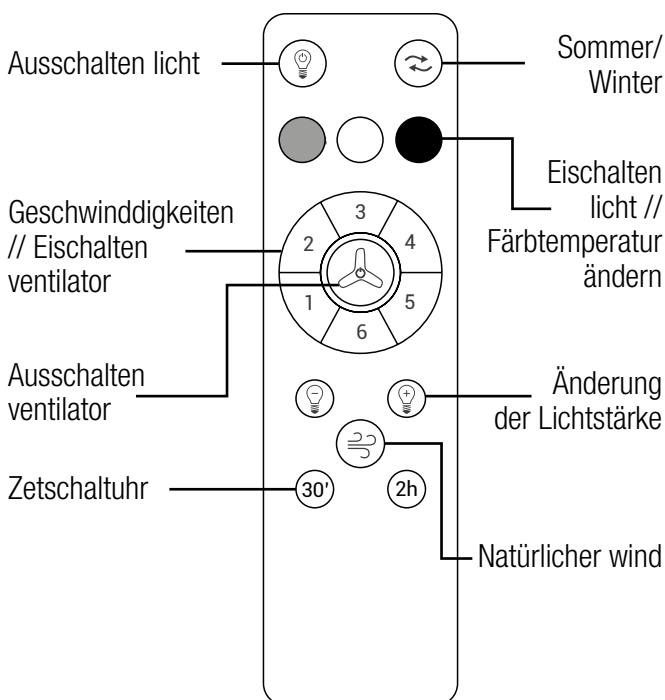 Ausschalten licht
Sommer/
Winter
Eischalten
licht //
Färbtemperatur
ändern
Geschwinddigkeiten
// Eischalten
ventilator
3
2
4
1
5
6
Ausschalten
ventilator
Änderung
der Lichtstärke
Zetschaltuhr
30'
2h
Natürlicher wind